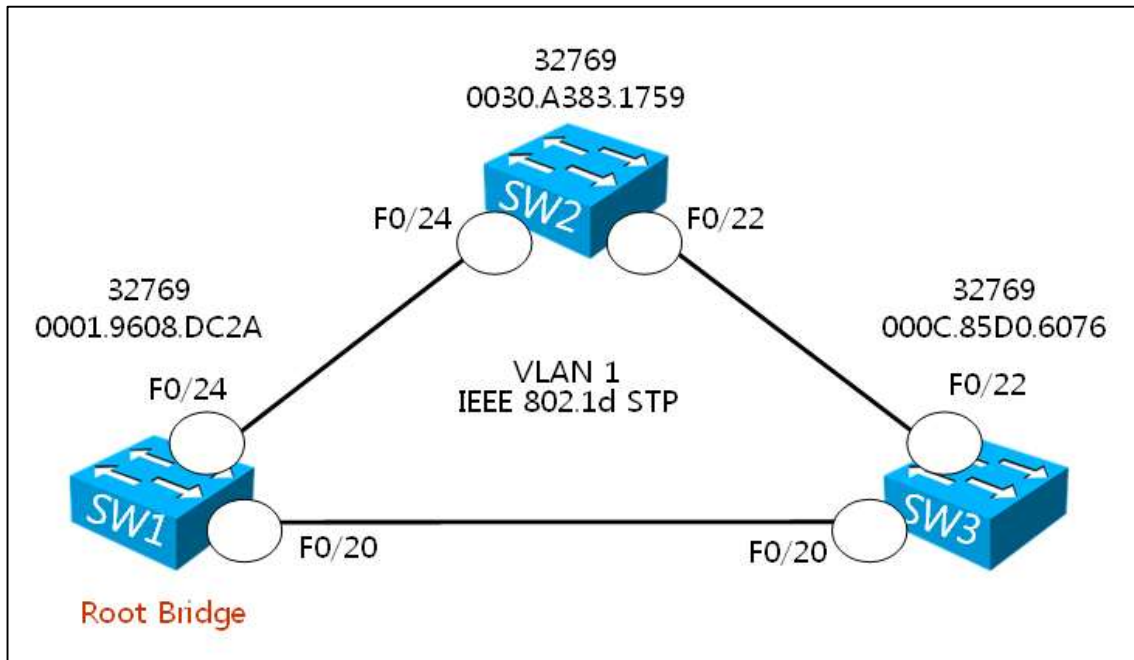 32769
0030.A383.1759
SW2
F0/24
F0/22
32769
0001.9608.DC2A
32769
000C.85D0.6076
VLAN 1
IEEE 802.1d STP
F0/24
F0/22
SW1
SW3
F0/20
F0/20
Root Bridge